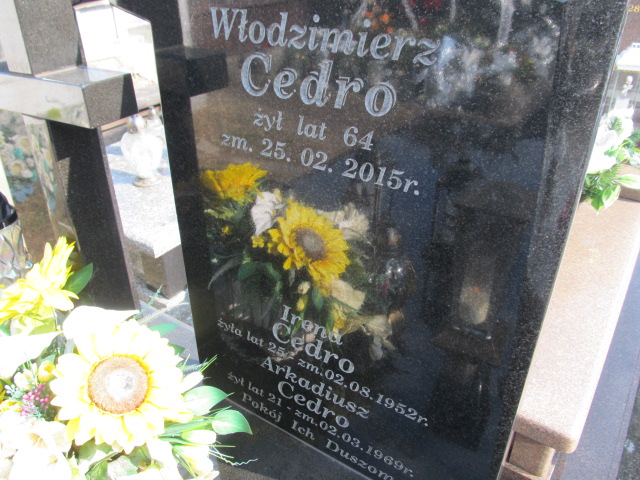 Włodzimierz
Cedro
żył lat 64
zm. 25. 02. 2015r.
Irena
Cedro
żyła lat 25 - zm. 02.08.1952r.
Arkadiusz
Cedro
żył lat 21 - zm. 02.03.1969r.
Pokój Ich Duszom